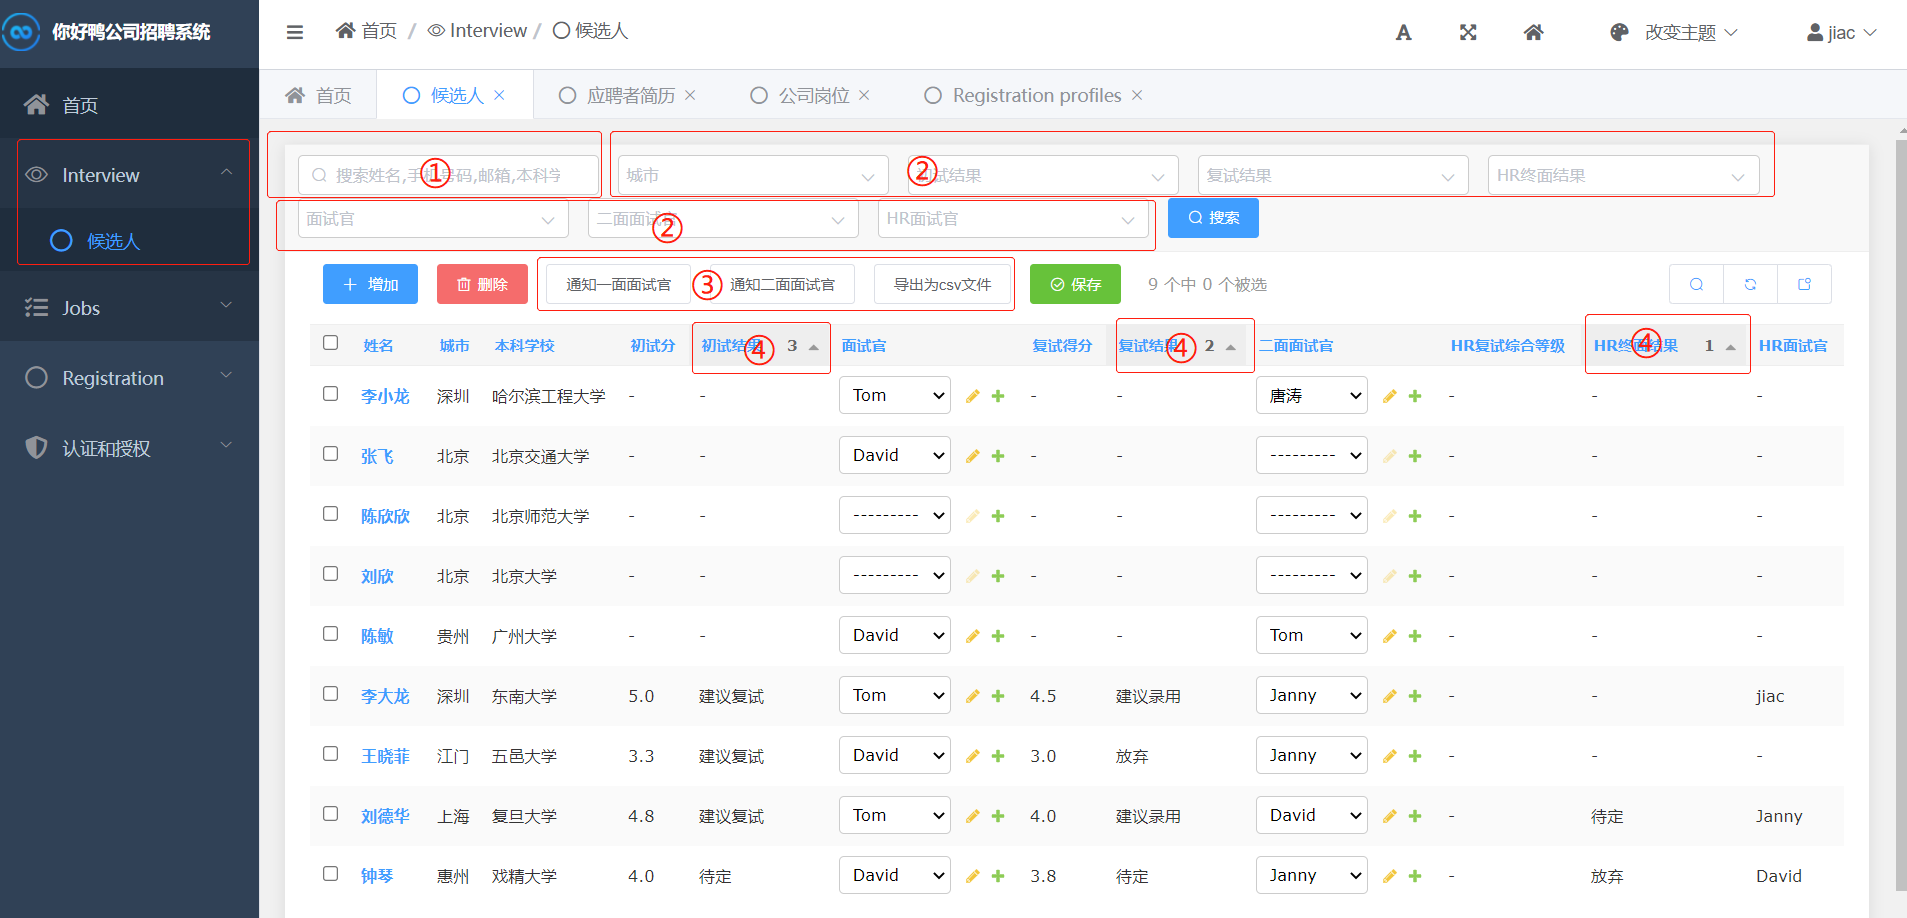 你好鸭公司招聘系统
首页 / Interview / 候选人
改变主题
jiac
首页
Interview
候选人
Jobs
Registration
认证和授权
首页
候选人 ×
应聘者简历 ×
公司岗位 ×
Registration profiles ×
搜索姓名,手机号码,邮箱,本科学
①
城市
初试结果
②
复试结果
HR终面结果
面试官
二面面试官
②
HR面试官
搜索
增加
删除
通知一面面试官
③
通知二面面试官
导出为csv文件
保存
9 个中 0 个被选
姓名 城市 本科学校 初试分 初试结果 ④ 3 面试官 复试得分 复试结果 ④ 2 二面面试官 HR复试综合等级 HR终面结果 ④ 1 HR面试官
李小龙 深圳 哈尔滨工程大学 - - Tom - - 唐涛 - - -
张飞 北京 北京交通大学 - - David - - --------- - - -
陈欣欣 北京 北京师范大学 - - --------- - - --------- - - -
刘欣 北京 北京大学 - - --------- - - --------- - - -
陈敏 贵州 广州大学 - - David - - Tom - - -
李大龙 深圳 东南大学 5.0 建议复试 Tom 4.5 建议录用 Janny - - jiac
王晓菲 江门 五邑大学 3.3 建议复试 David 3.0 放弃 Janny - - -
刘德华 上海 复旦大学 4.8 建议复试 Tom 4.0 建议录用 David - 待定 Janny
钟琴 惠州 戏精大学 4.0 待定 David 3.8 待定 Janny - 放弃 David